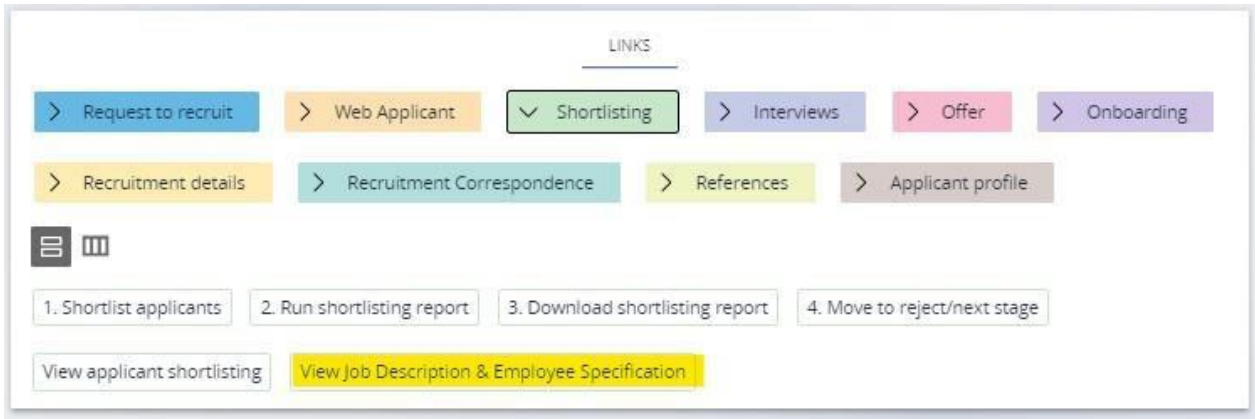 LINKS
Request to recruit Web Applicant Shortlisting Interviews Offer Onboarding
Recruitment details Recruitment Correspondence References Applicant profile
1. Shortlist applicants 2. Run shortlisting report 3. Download shortlisting report 4. Move to reject/next stage
View applicant shortlisting View Job Description & Employee Specification